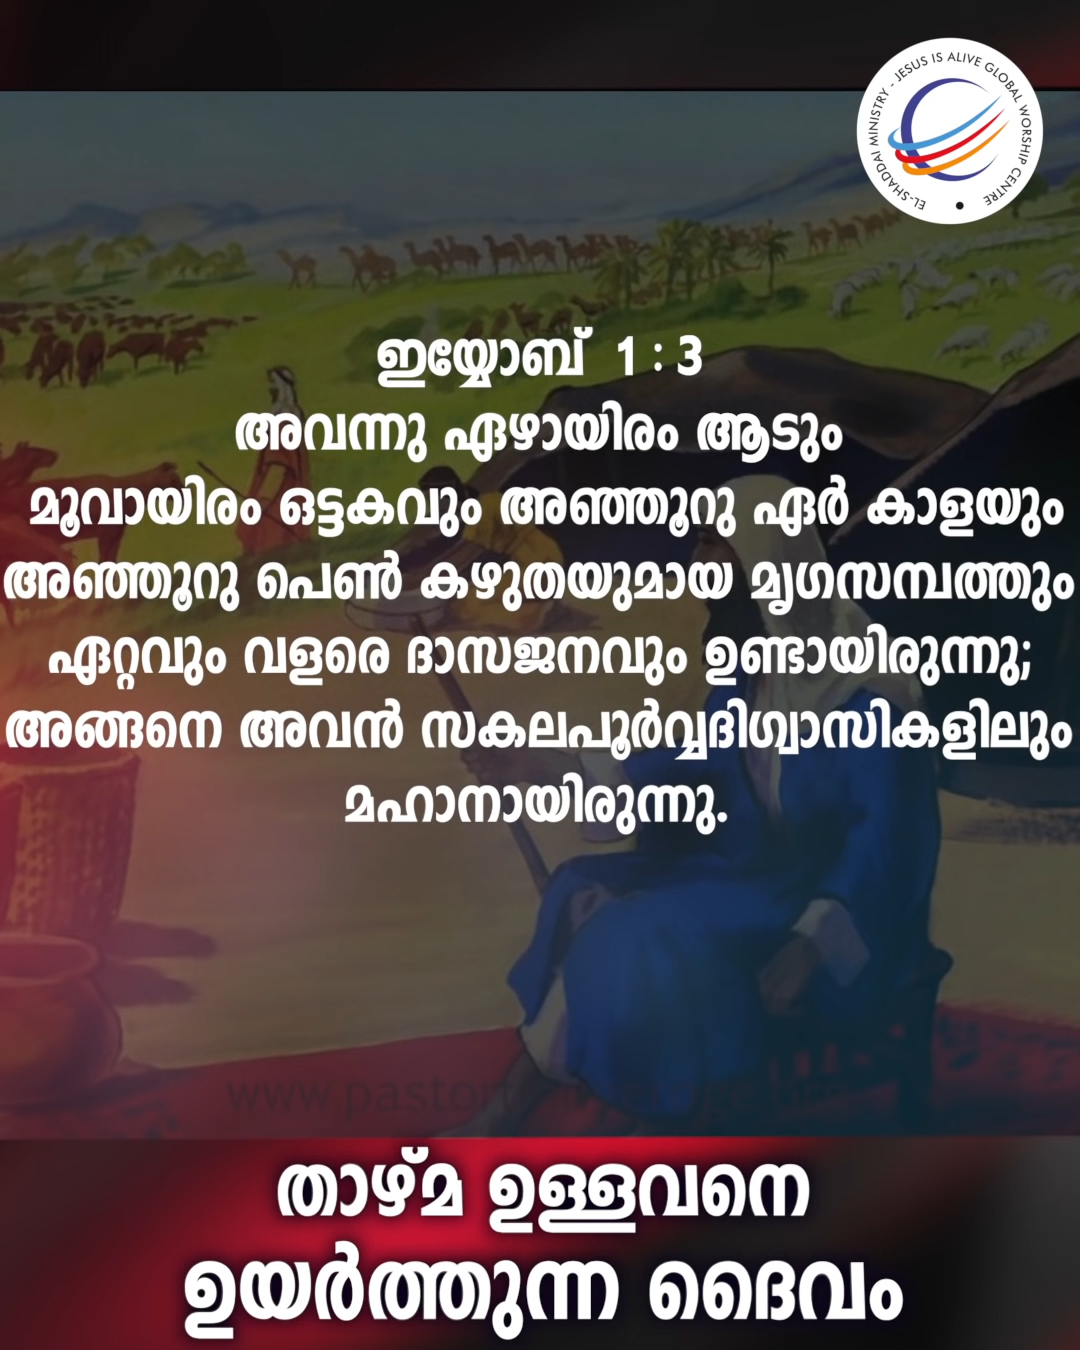 EL-SHADDAI MINISTRY - JESUS IS ALIVE GLOBAL WORSHIP CENTRE
ഇയ്യോബ് 1 : 3
അവന്നു ഏഴായിരം ആടും
മൂവായിരം ഒട്ടകവും അഞ്ഞൂറു ഏർ കാളയും
അഞ്ഞൂറു പെൺ കഴുതയുമായ മൃഗസമ്പത്തും
ഏറ്റവും വളരെ ദാസജനവും ഉണ്ടായിരുന്നു;
അങ്ങനെ അവൻ സകലപൂർവ്വദിഗ്വാസികളിലും
മഹാനായിരുന്നു.
താഴ്മ ഉള്ളവനെ
ഉയർത്തുന്ന ദൈവം